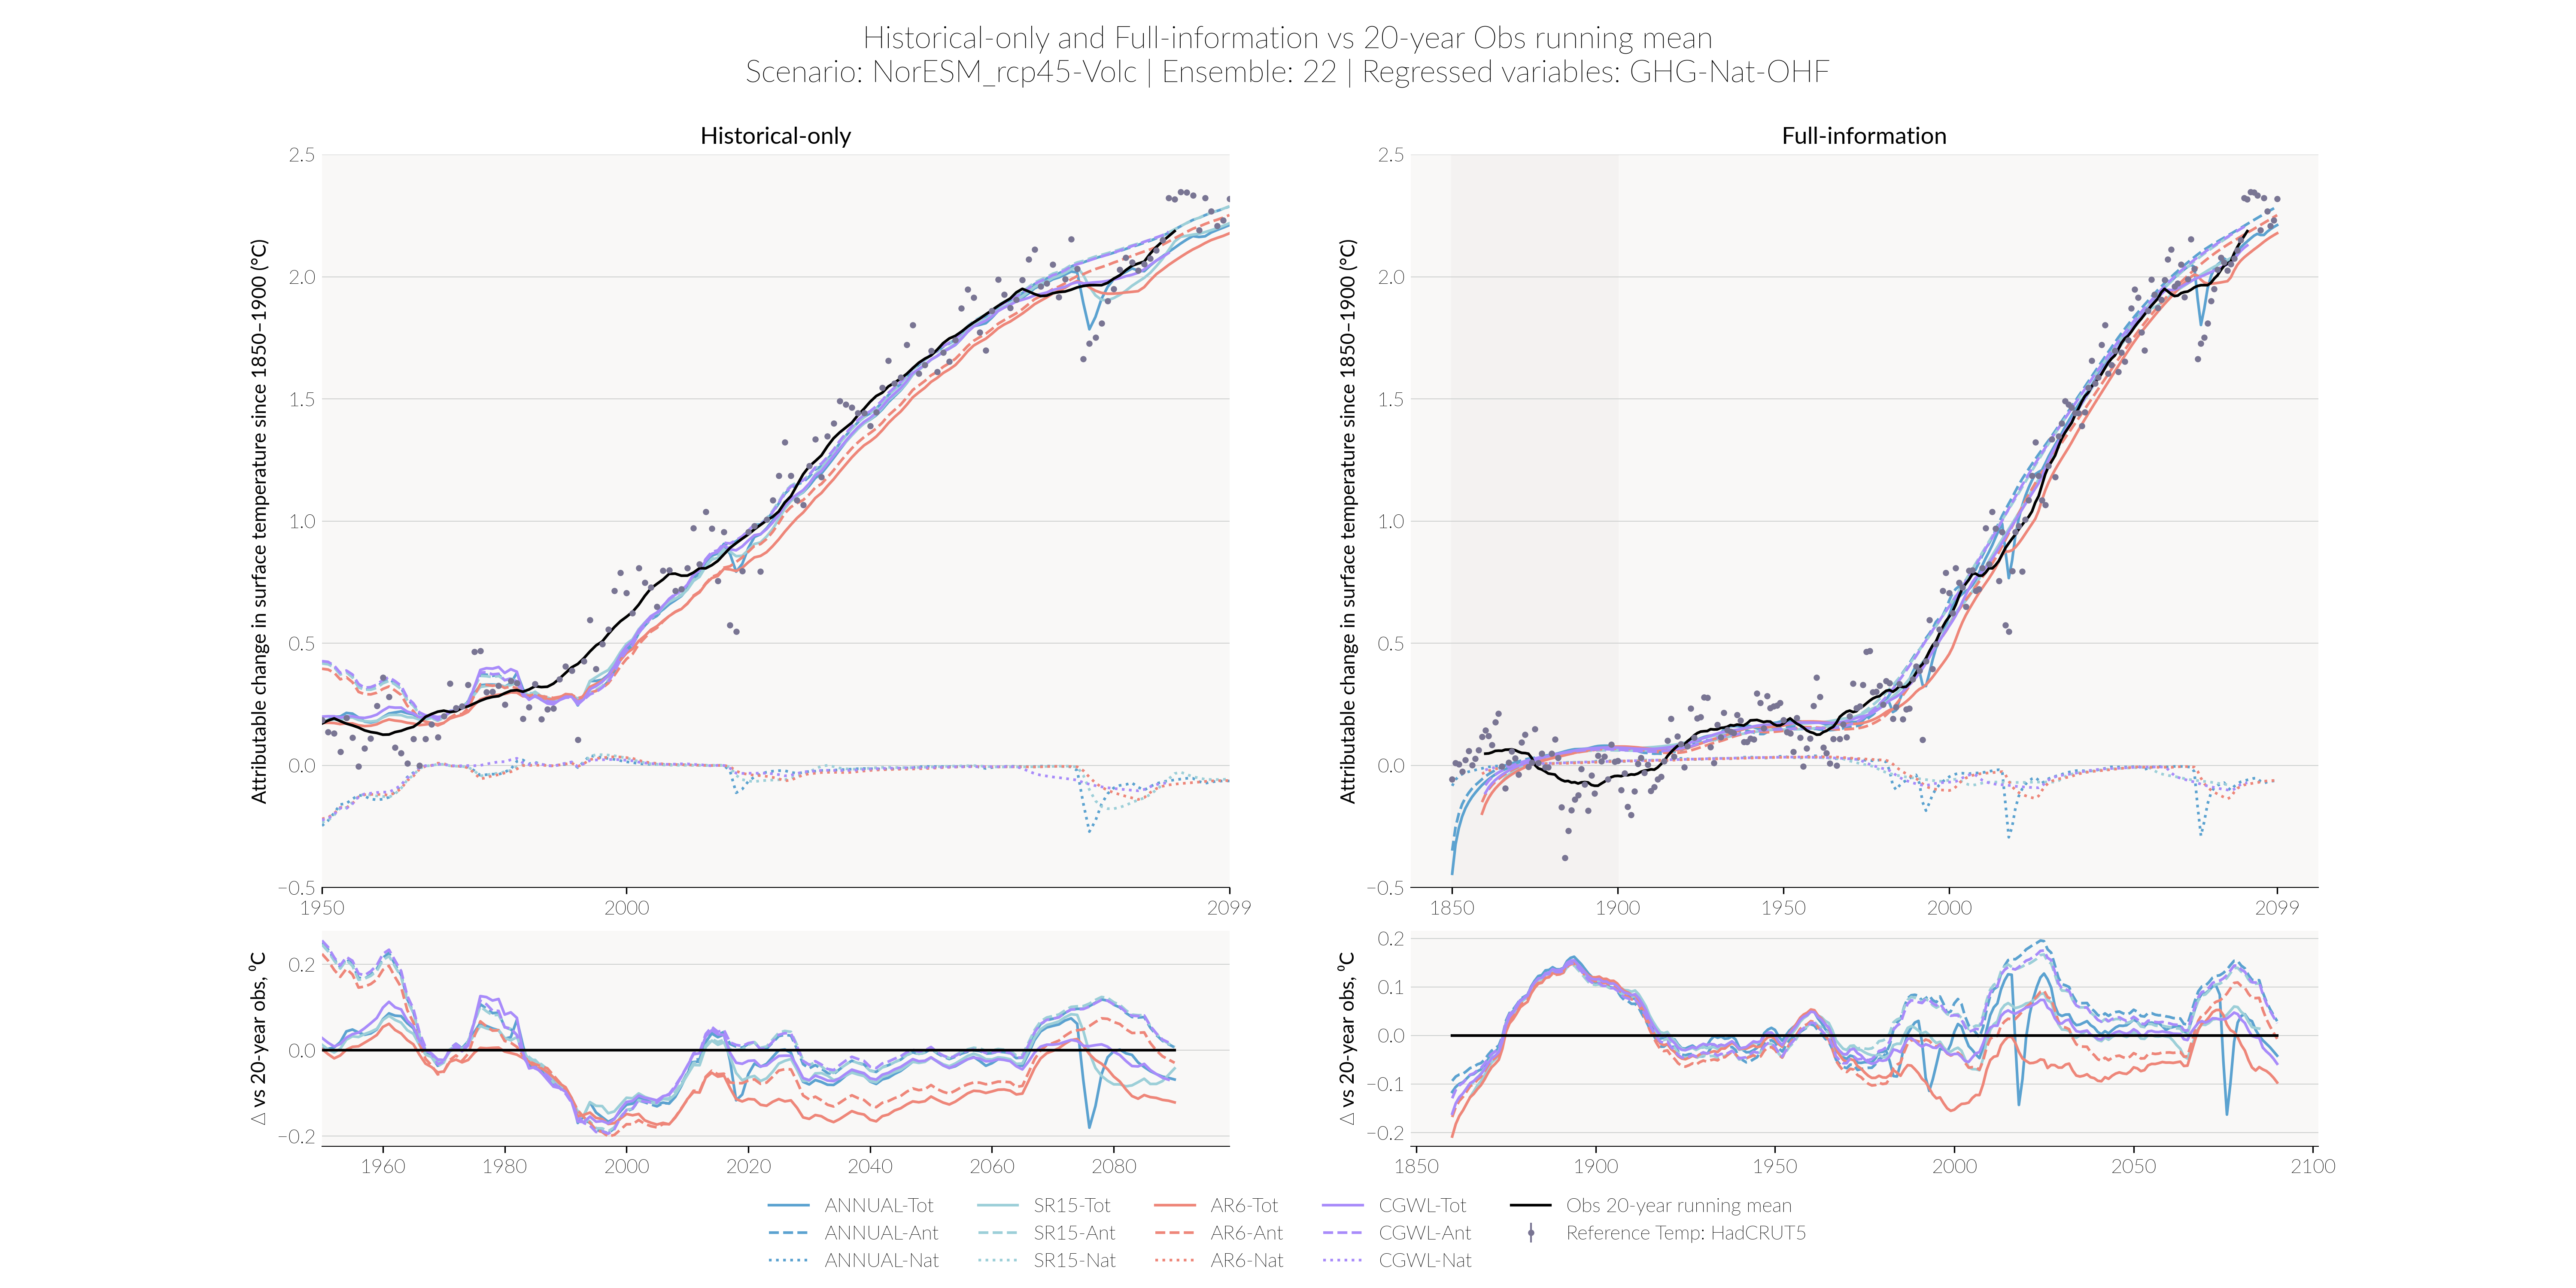 Historical-only and Full-information vs 20-year Obs running mean
Scenario: NorESM_rcp45-Volc | Ensemble: 22 | Regressed variables: GHG-Nat-OHF
Historical-only
Attributable change in surface temperature since 1850–1900 (°C)
2.5
2.0
1.5
1.0
0.5
0.0
−0.5
1950
2000
2099
Full-information
Attributable change in surface temperature since 1850–1900 (°C)
2.5
2.0
1.5
1.0
0.5
0.0
−0.5
1850
1900
1950
2000
2099
△ vs 20-year obs, ⁰C
0.2
0.0
−0.2
1960
1980
2000
2020
2040
2060
2080
△ vs 20-year obs, ⁰C
0.2
0.1
0.0
−0.1
−0.2
1850
1900
1950
2000
2050
2100
ANNUAL-Tot
ANNUAL-Ant
ANNUAL-Nat
SR15-Tot
SR15-Ant
SR15-Nat
AR6-Tot
AR6-Ant
AR6-Nat
CGWL-Tot
CGWL-Ant
CGWL-Nat
Obs 20-year running mean
Reference Temp: HadCRUT5